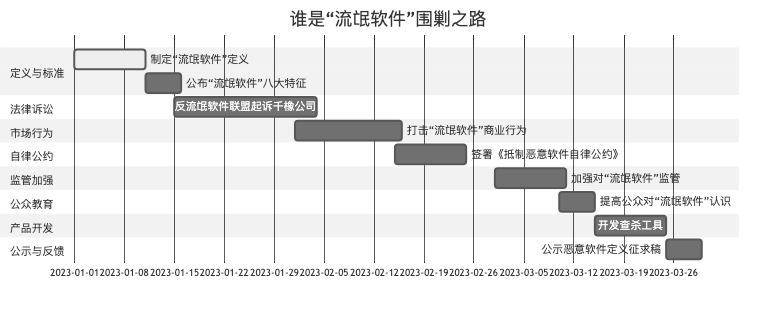 谁是“流氓软件”围剿之路
定义与标准
制定“流氓软件”定义
公布“流氓软件”八大特征
法律诉讼
反流氓软件联盟起诉千橡公司
市场行为
打击“流氓软件”商业行为
自律公约
签署《抵制恶意软件自律公约》
监管加强
加强对“流氓软件”监管
公众教育
提高公众对“流氓软件”认识
产品开发
开发查杀工具
公示与反馈
公示恶意软件定义征求稿
2023-01-01 2023-01-08 2023-01-15 2023-01-22 2023-01-29 2023-02-05 2023-02-12 2023-02-19 2023-02-26 2023-03-05 2023-03-12 2023-03-19 2023-03-26